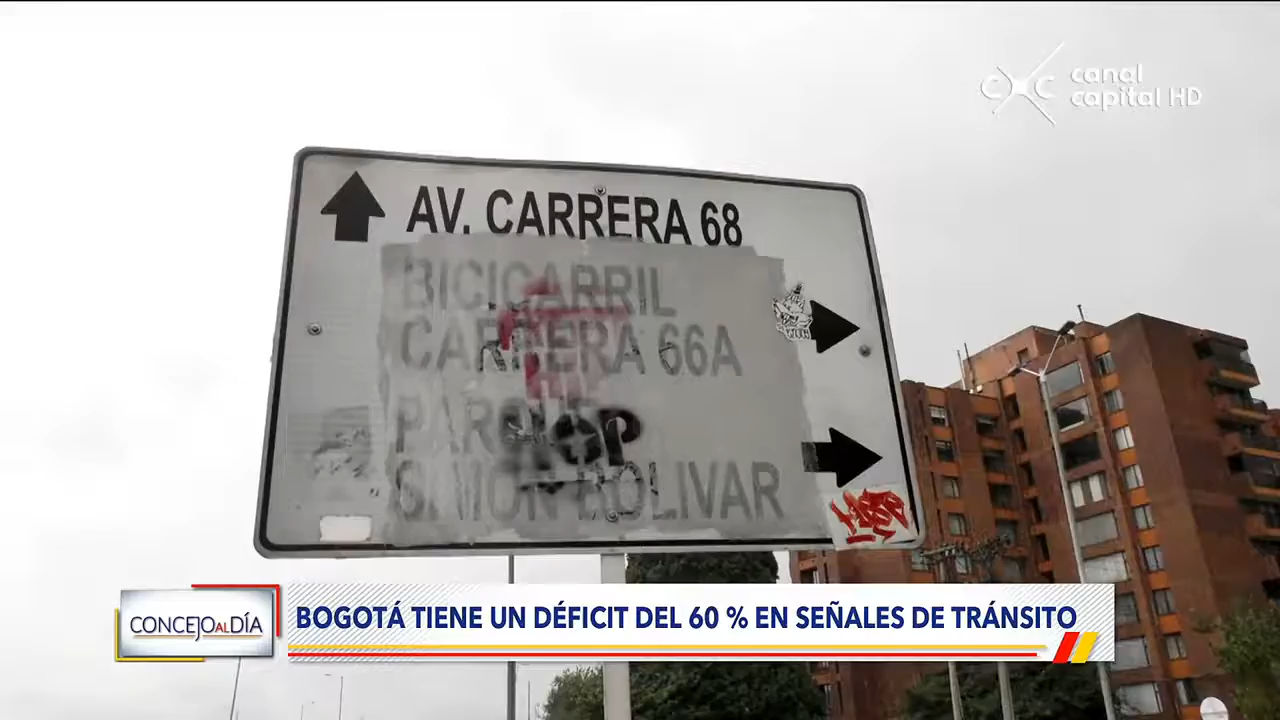 canal
capital HD
AV. CARRERA 68
BICICARRIL
CARRERA 66A
PARQUE
SIMON BOLIVAR
CONCEJO AL DÍA
BOGOTÁ TIENE UN DÉFICIT DEL 60 % EN SEÑALES DE TRÁNSITO